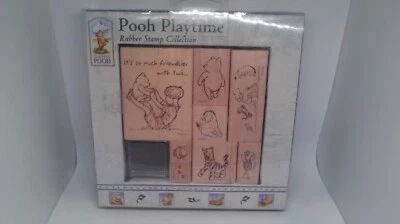 Pooh Playtime
Rubber Stamp Collection
POOH
It's so much friendlier
with two...